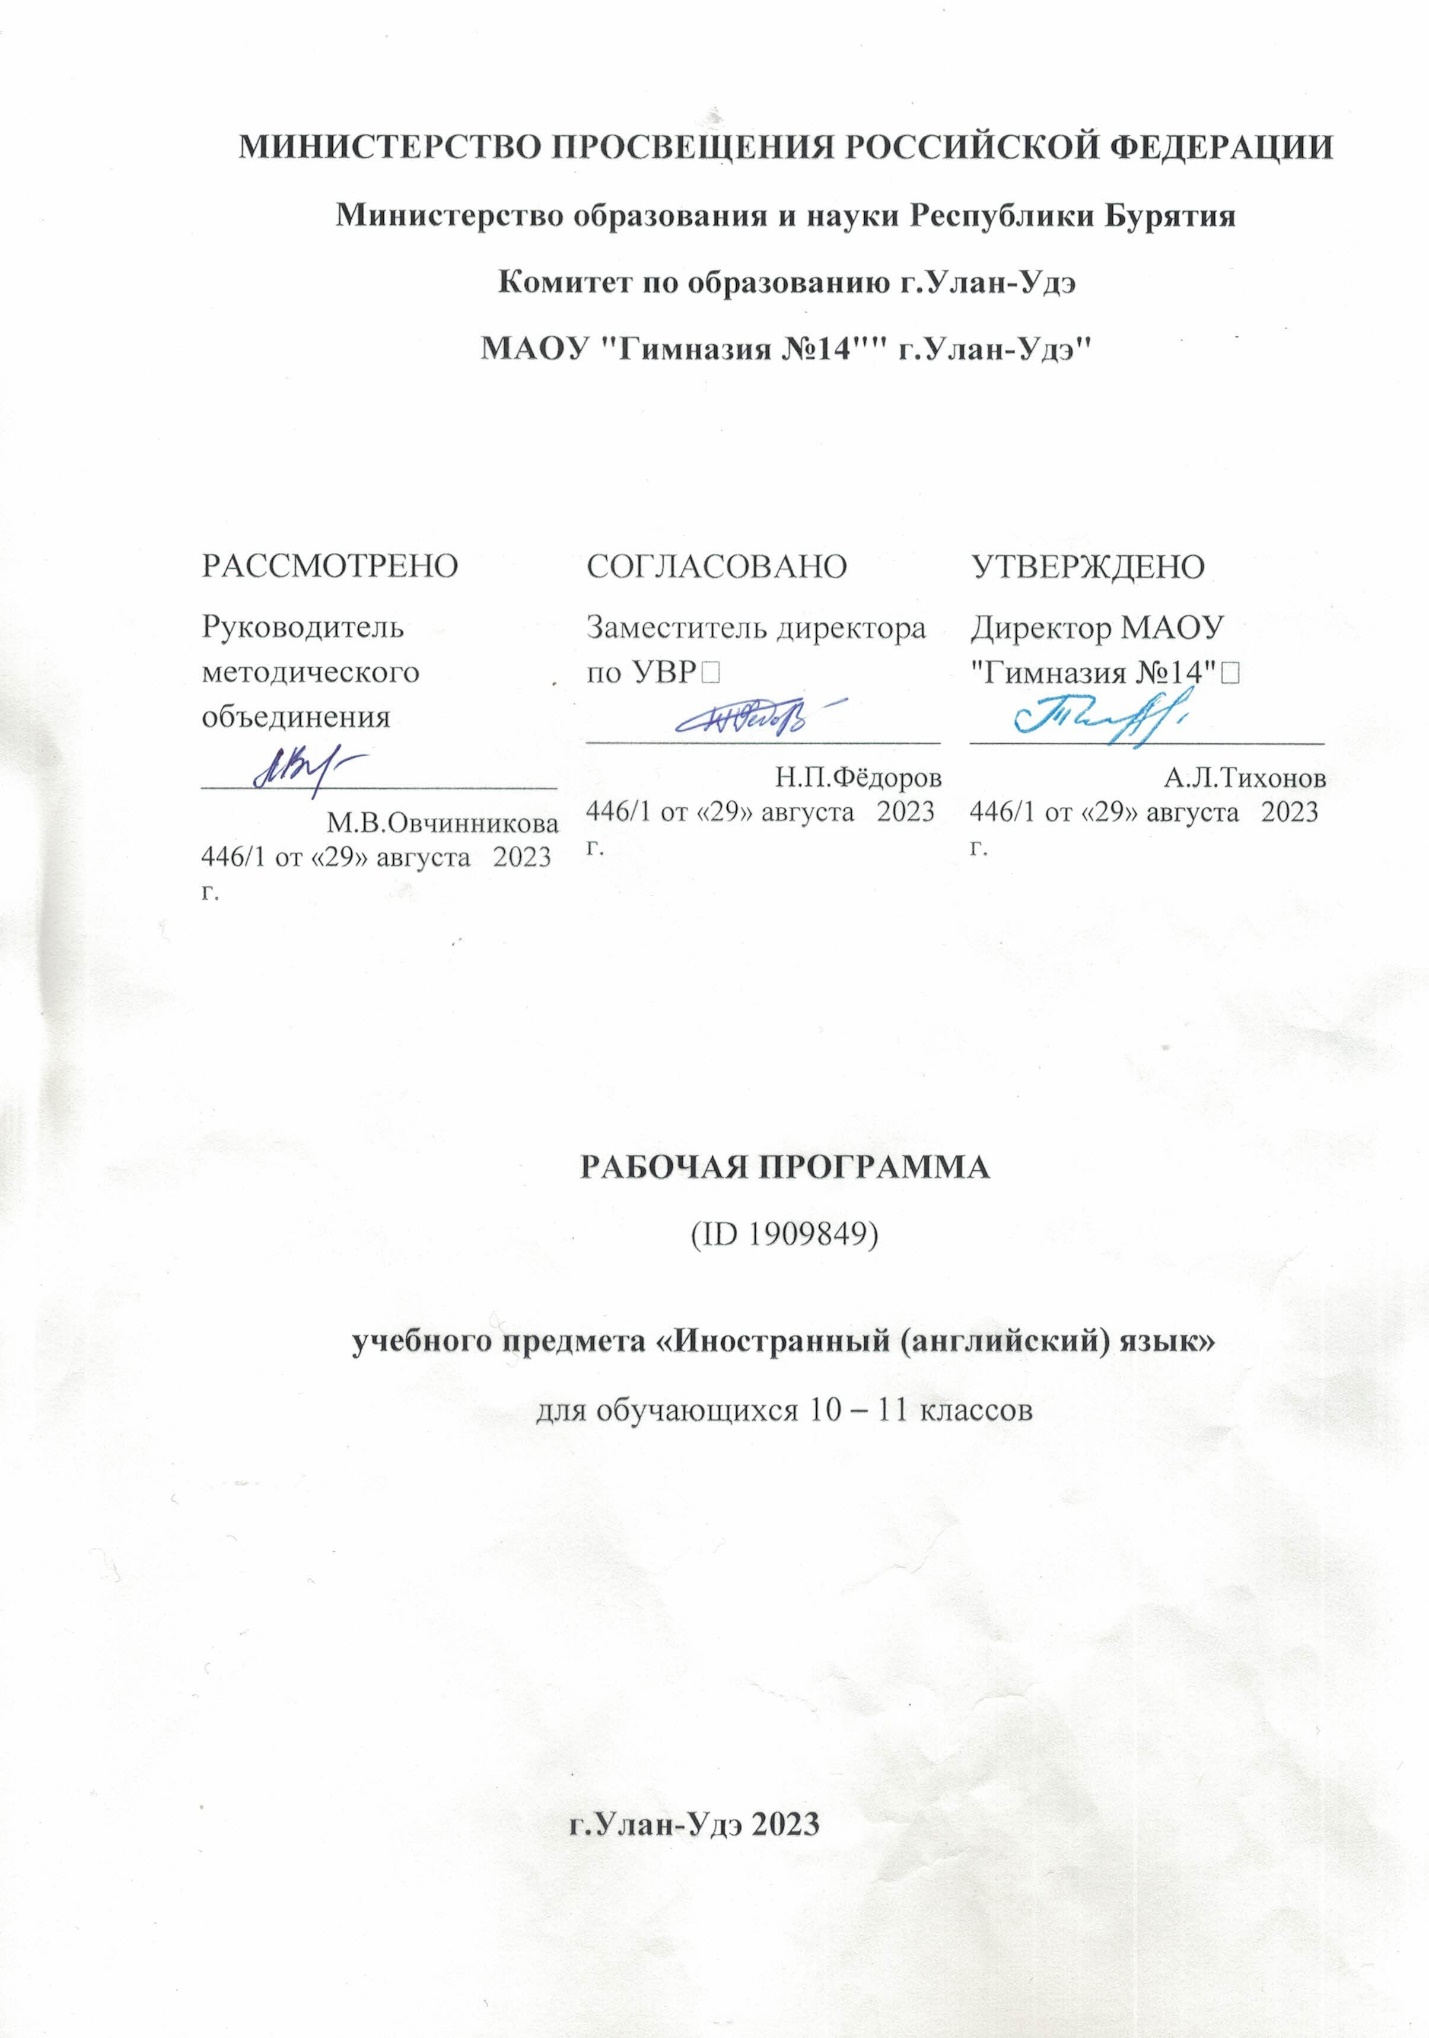 МИНИСТЕРСТВО ПРОСВЕЩЕНИЯ РОССИЙСКОЙ ФЕДЕРАЦИИ
Министерство образования и науки Республики Бурятия
Комитет по образованию г.Улан-Удэ
МАОУ "Гимназия №14"" г.Улан-Удэ"
РАССМОТРЕНО
Руководитель
методического
объединения
М.В.Овчинникова
446/1 от «29» августа 2023
г.
СОГЛАСОВАНО
Заместитель директора
по УВР
Н.П.Фёдоров
446/1 от «29» августа 2023
г.
УТВЕРЖДЕНО
Директор МАОУ
"Гимназия №14"
А.Л.Тихонов
446/1 от «29» августа 2023
г.
РАБОЧАЯ ПРОГРАММА
(ID 1909849)
учебного предмета «Иностранный (английский) язык»
для обучающихся 10 – 11 классов
г.Улан-Удэ 2023